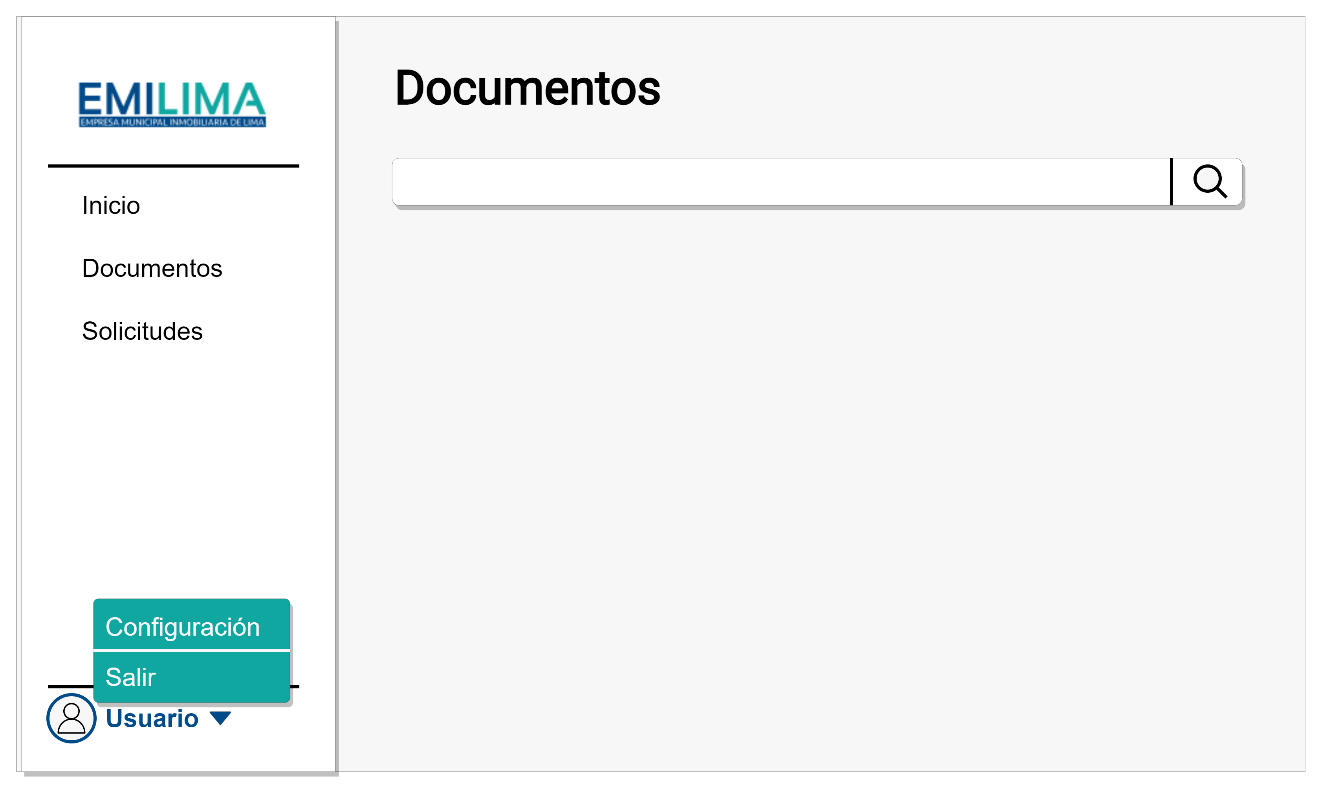 EMILIMA
EMPRESA MUNICIPAL INMOBILIARIA DE LIMA
Inicio
Documentos
Solicitudes
Configuración
Salir
Usuario
Documentos